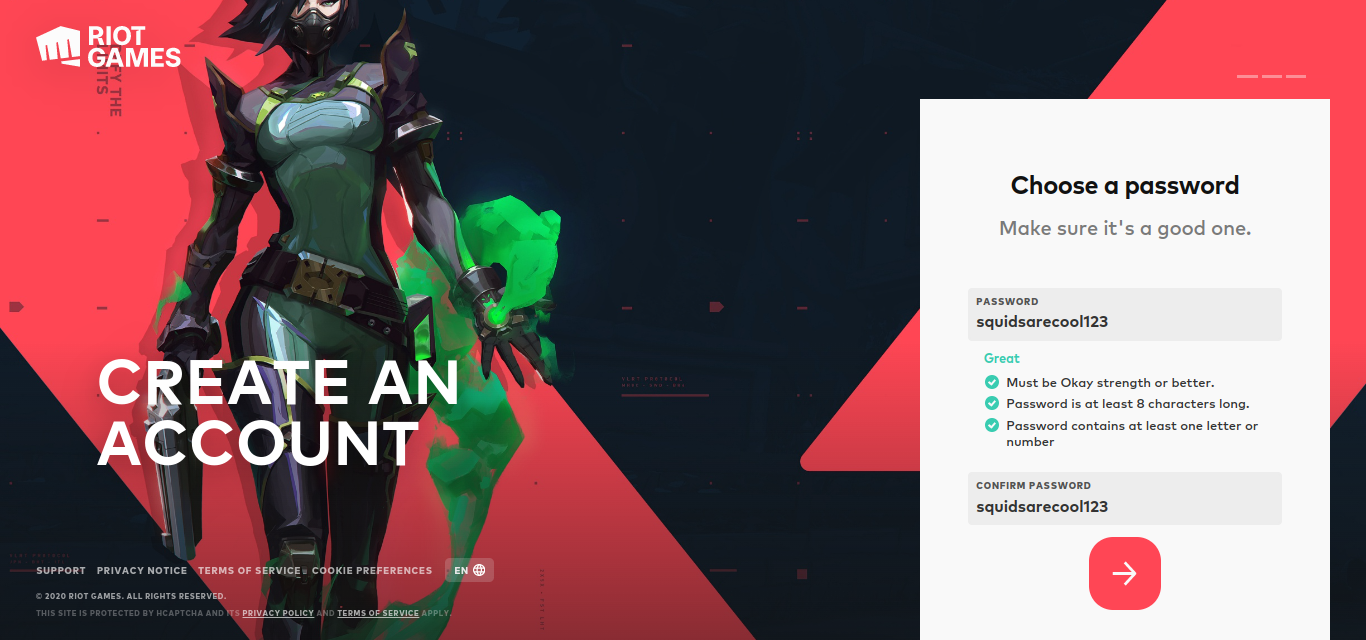 RIOT
GAMES
CREATE AN
ACCOUNT
SUPPORT PRIVACY NOTICE TERMS OF SERVICE COOKIE PREFERENCES EN
© 2020 RIOT GAMES. ALL RIGHTS RESERVED.
THIS SITE IS PROTECTED BY HCAPTCHA AND ITS PRIVACY POLICY AND TERMS OF SERVICE APPLY.
Choose a password
Make sure it's a good one.
PASSWORD
squidsarecool123
Great
Must be Okay strength or better.
Password is at least 8 characters long.
Password contains at least one letter or
number
CONFIRM PASSWORD
squidsarecool123